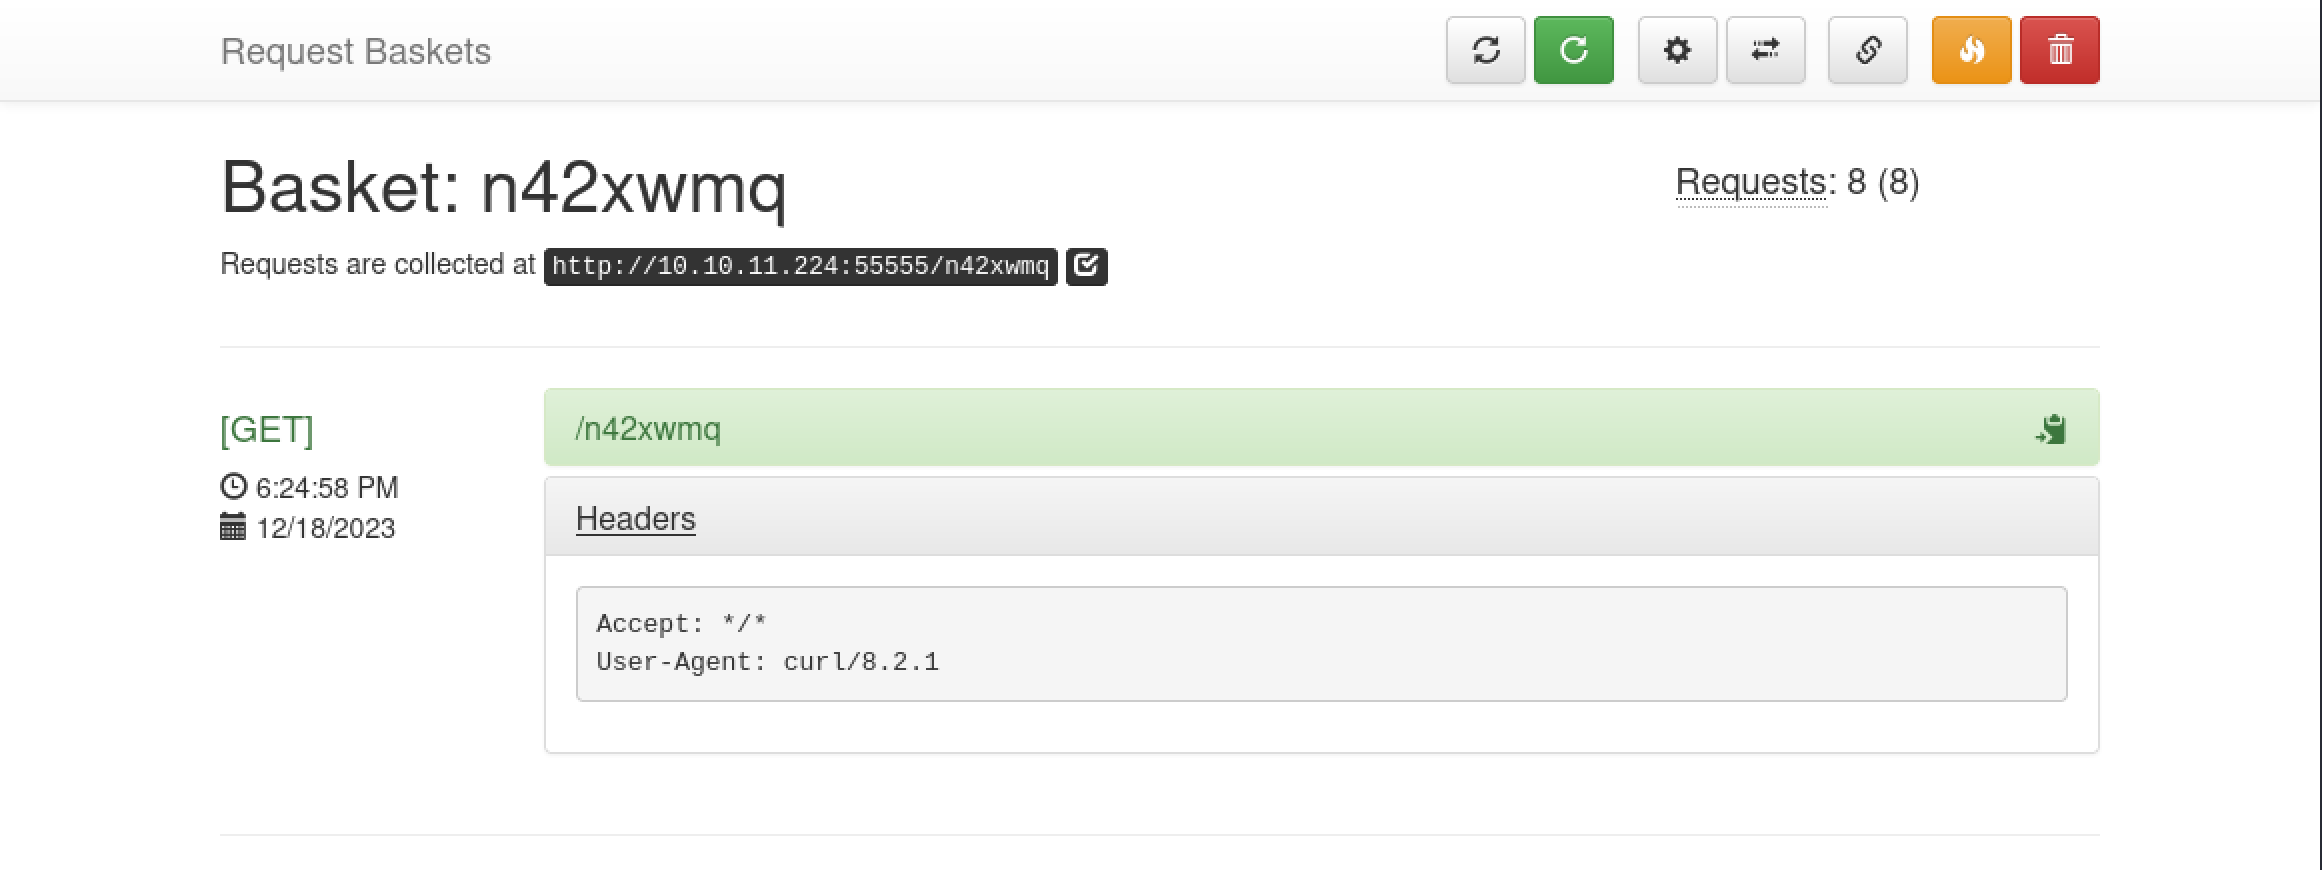 Request Baskets
Basket: n42xwmq
Requests: 8 (8)
Requests are collected at http://10.10.11.224:55555/n42xwmq
[GET]
/n42xwmq
6:24:58 PM
12/18/2023
Headers
Accept: */*
User-Agent: curl/8.2.1